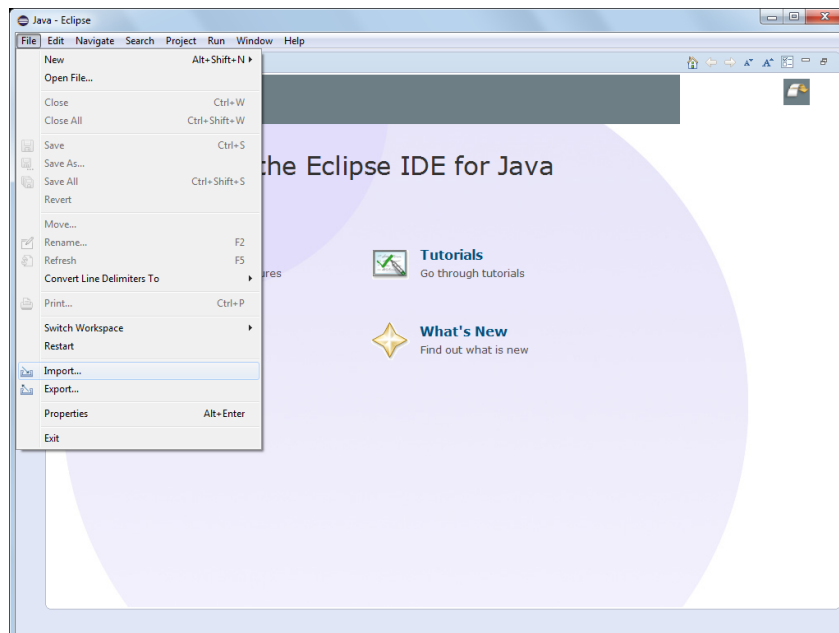 Java - Eclipse
File Edit Navigate Search Project Run Window Help
New Alt+Shift+N
Open File...
Close Ctrl+W
Close All Ctrl+Shift+W
Save Ctrl+S
Save As...
Save All Ctrl+Shift+S
Revert
Move...
Rename... F2
Refresh F5
Convert Line Delimiters To
Print... Ctrl+P
Switch Workspace
Restart
Import...
Export...
Properties Alt+Enter
Exit
the Eclipse IDE for Java
ures
Tutorials
Go through tutorials
What's New
Find out what is new